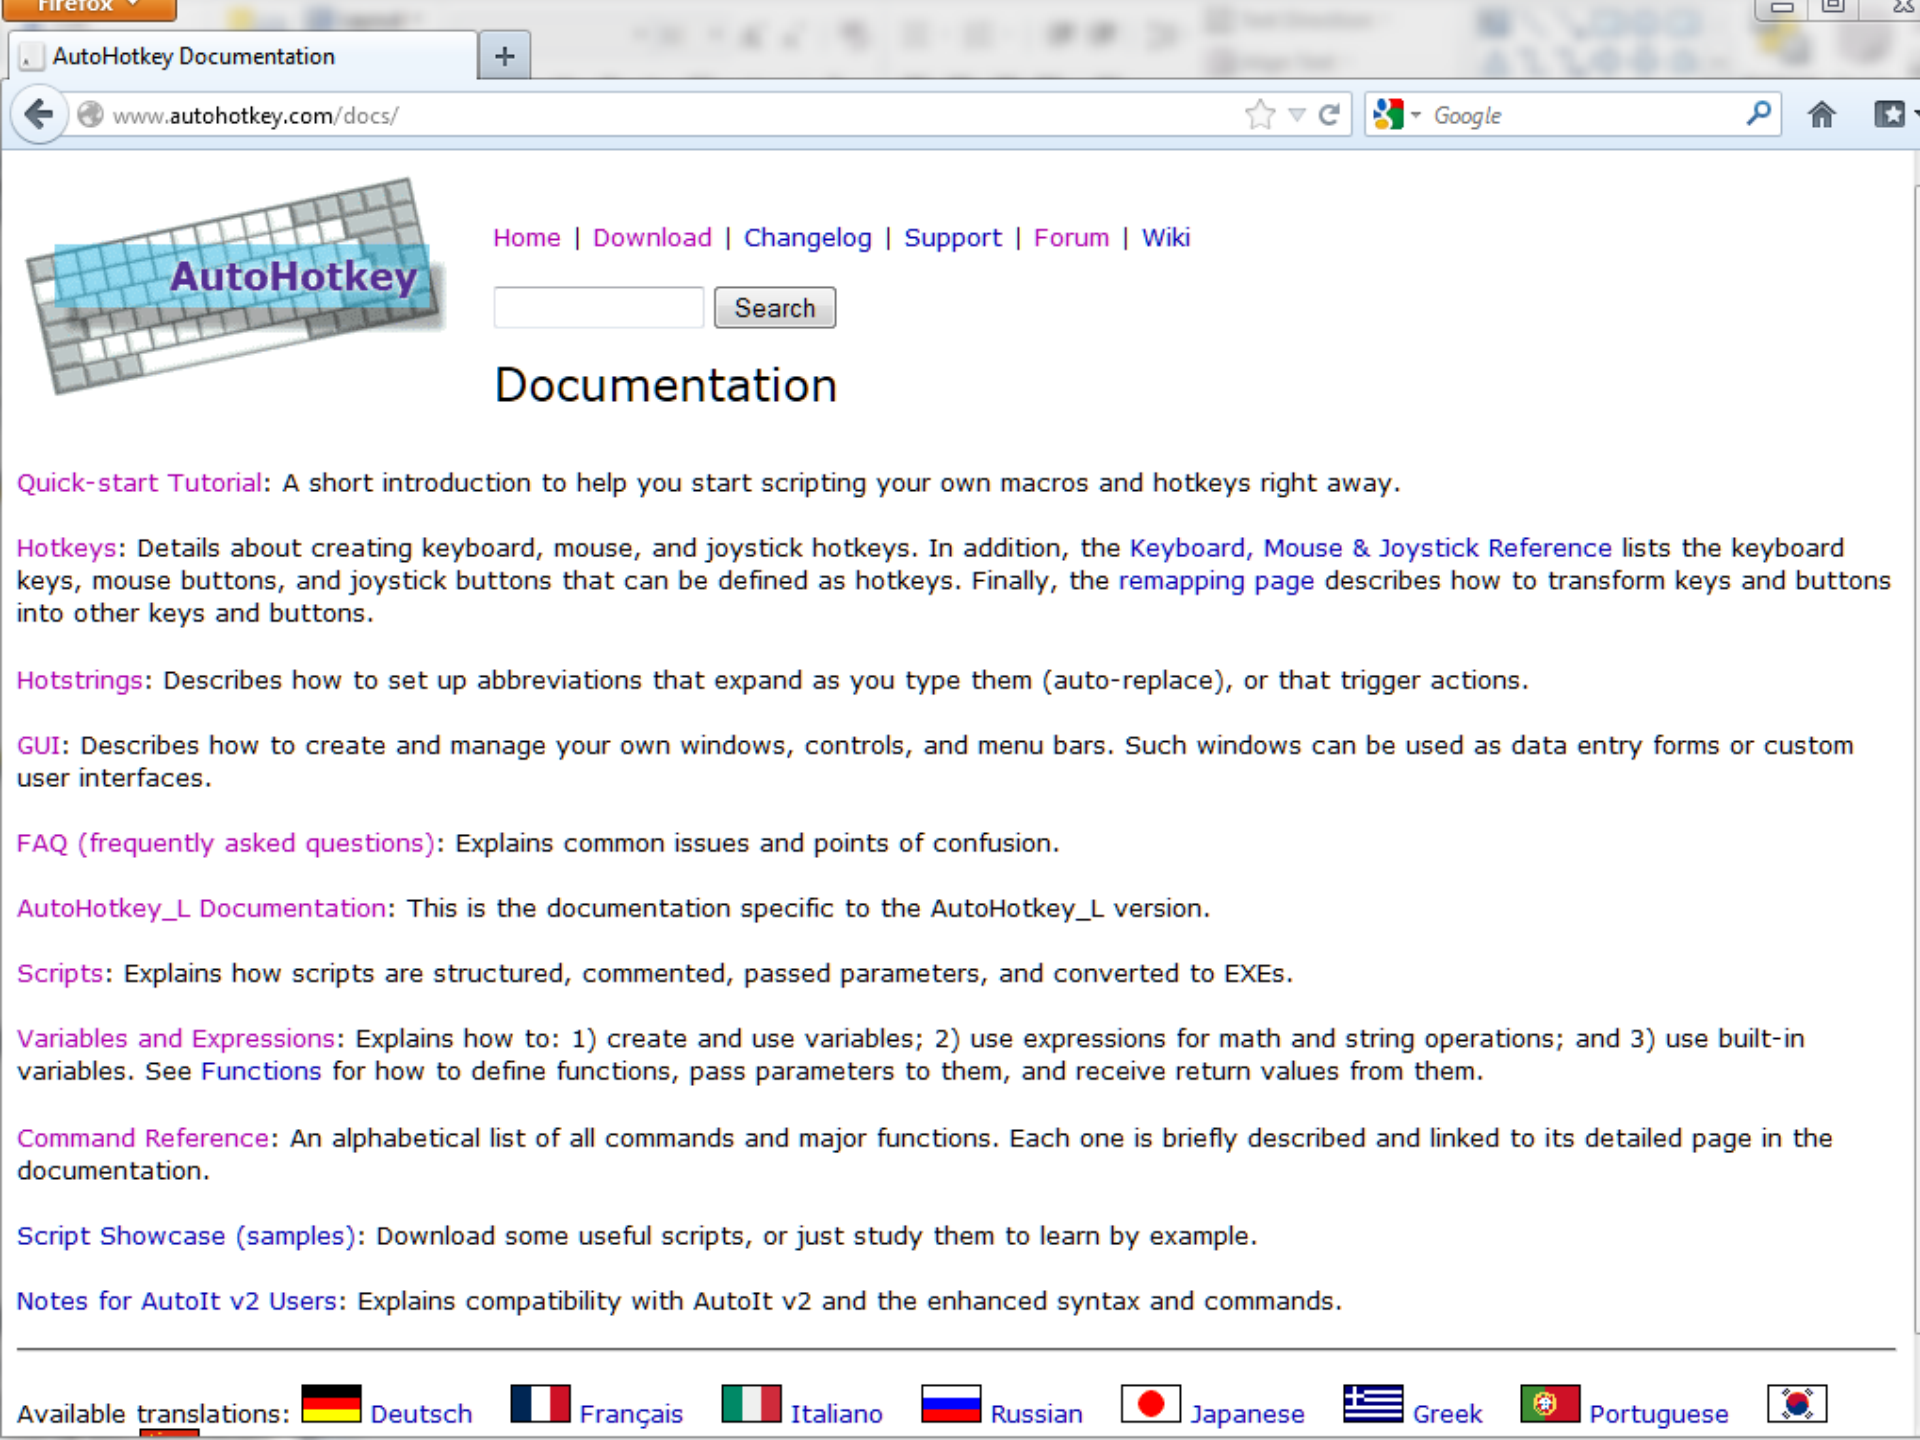 Firefox
AutoHotkey Documentation
www.autohotkey.com/docs/
Google
AutoHotkey
Home | Download | Changelog | Support | Forum | Wiki
Search
Documentation
Quick-start Tutorial: A short introduction to help you start scripting your own macros and hotkeys right away.
Hotkeys: Details about creating keyboard, mouse, and joystick hotkeys. In addition, the Keyboard, Mouse & Joystick Reference lists the keyboard
keys, mouse buttons, and joystick buttons that can be defined as hotkeys. Finally, the remapping page describes how to transform keys and buttons
into other keys and buttons.
Hotstrings: Describes how to set up abbreviations that expand as you type them (auto-replace), or that trigger actions.
GUI: Describes how to create and manage your own windows, controls, and menu bars. Such windows can be used as data entry forms or custom
user interfaces.
FAQ (frequently asked questions): Explains common issues and points of confusion.
AutoHotkey_L Documentation: This is the documentation specific to the AutoHotkey_L version.
Scripts: Explains how scripts are structured, commented, passed parameters, and converted to EXEs.
Variables and Expressions: Explains how to: 1) create and use variables; 2) use expressions for math and string operations; and 3) use built-in
variables. See Functions for how to define functions, pass parameters to them, and receive return values from them.
Command Reference: An alphabetical list of all commands and major functions. Each one is briefly described and linked to its detailed page in the
documentation.
Script Showcase (samples): Download some useful scripts, or just study them to learn by example.
Notes for AutoIt v2 Users: Explains compatibility with AutoIt v2 and the enhanced syntax and commands.
Available translations: Deutsch Français Italiano Russian Japanese Greek Portuguese